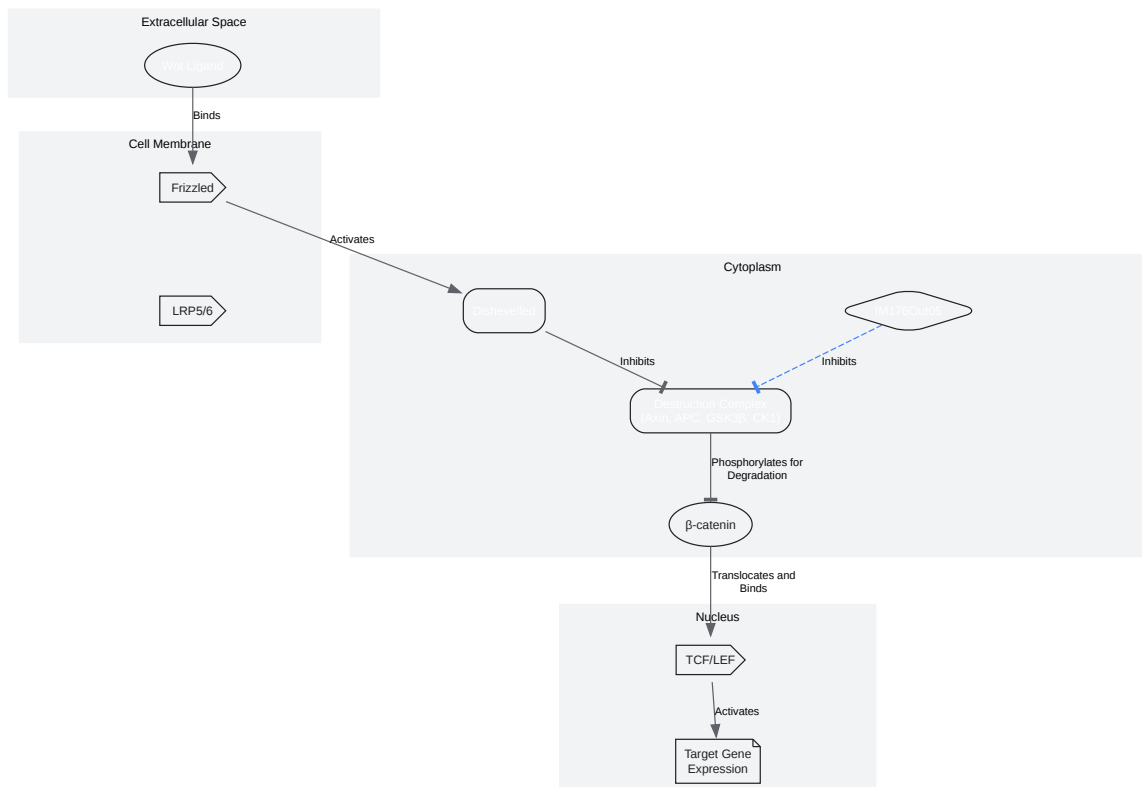 Extracellular Space
Wnt Ligand
Binds
Cell Membrane
Frizzled
Activates
Cytoplasm
LRP5/6
Dishevelled
Inhibits
Inhibits
Destruction Complex
(Axin, APC, GSK3β, CK1)
Phosphorylates for
Degradation
β-catenin
Translocates and
Binds
Nucleus
TCF/LEF
Activates
Target Gene
Expression